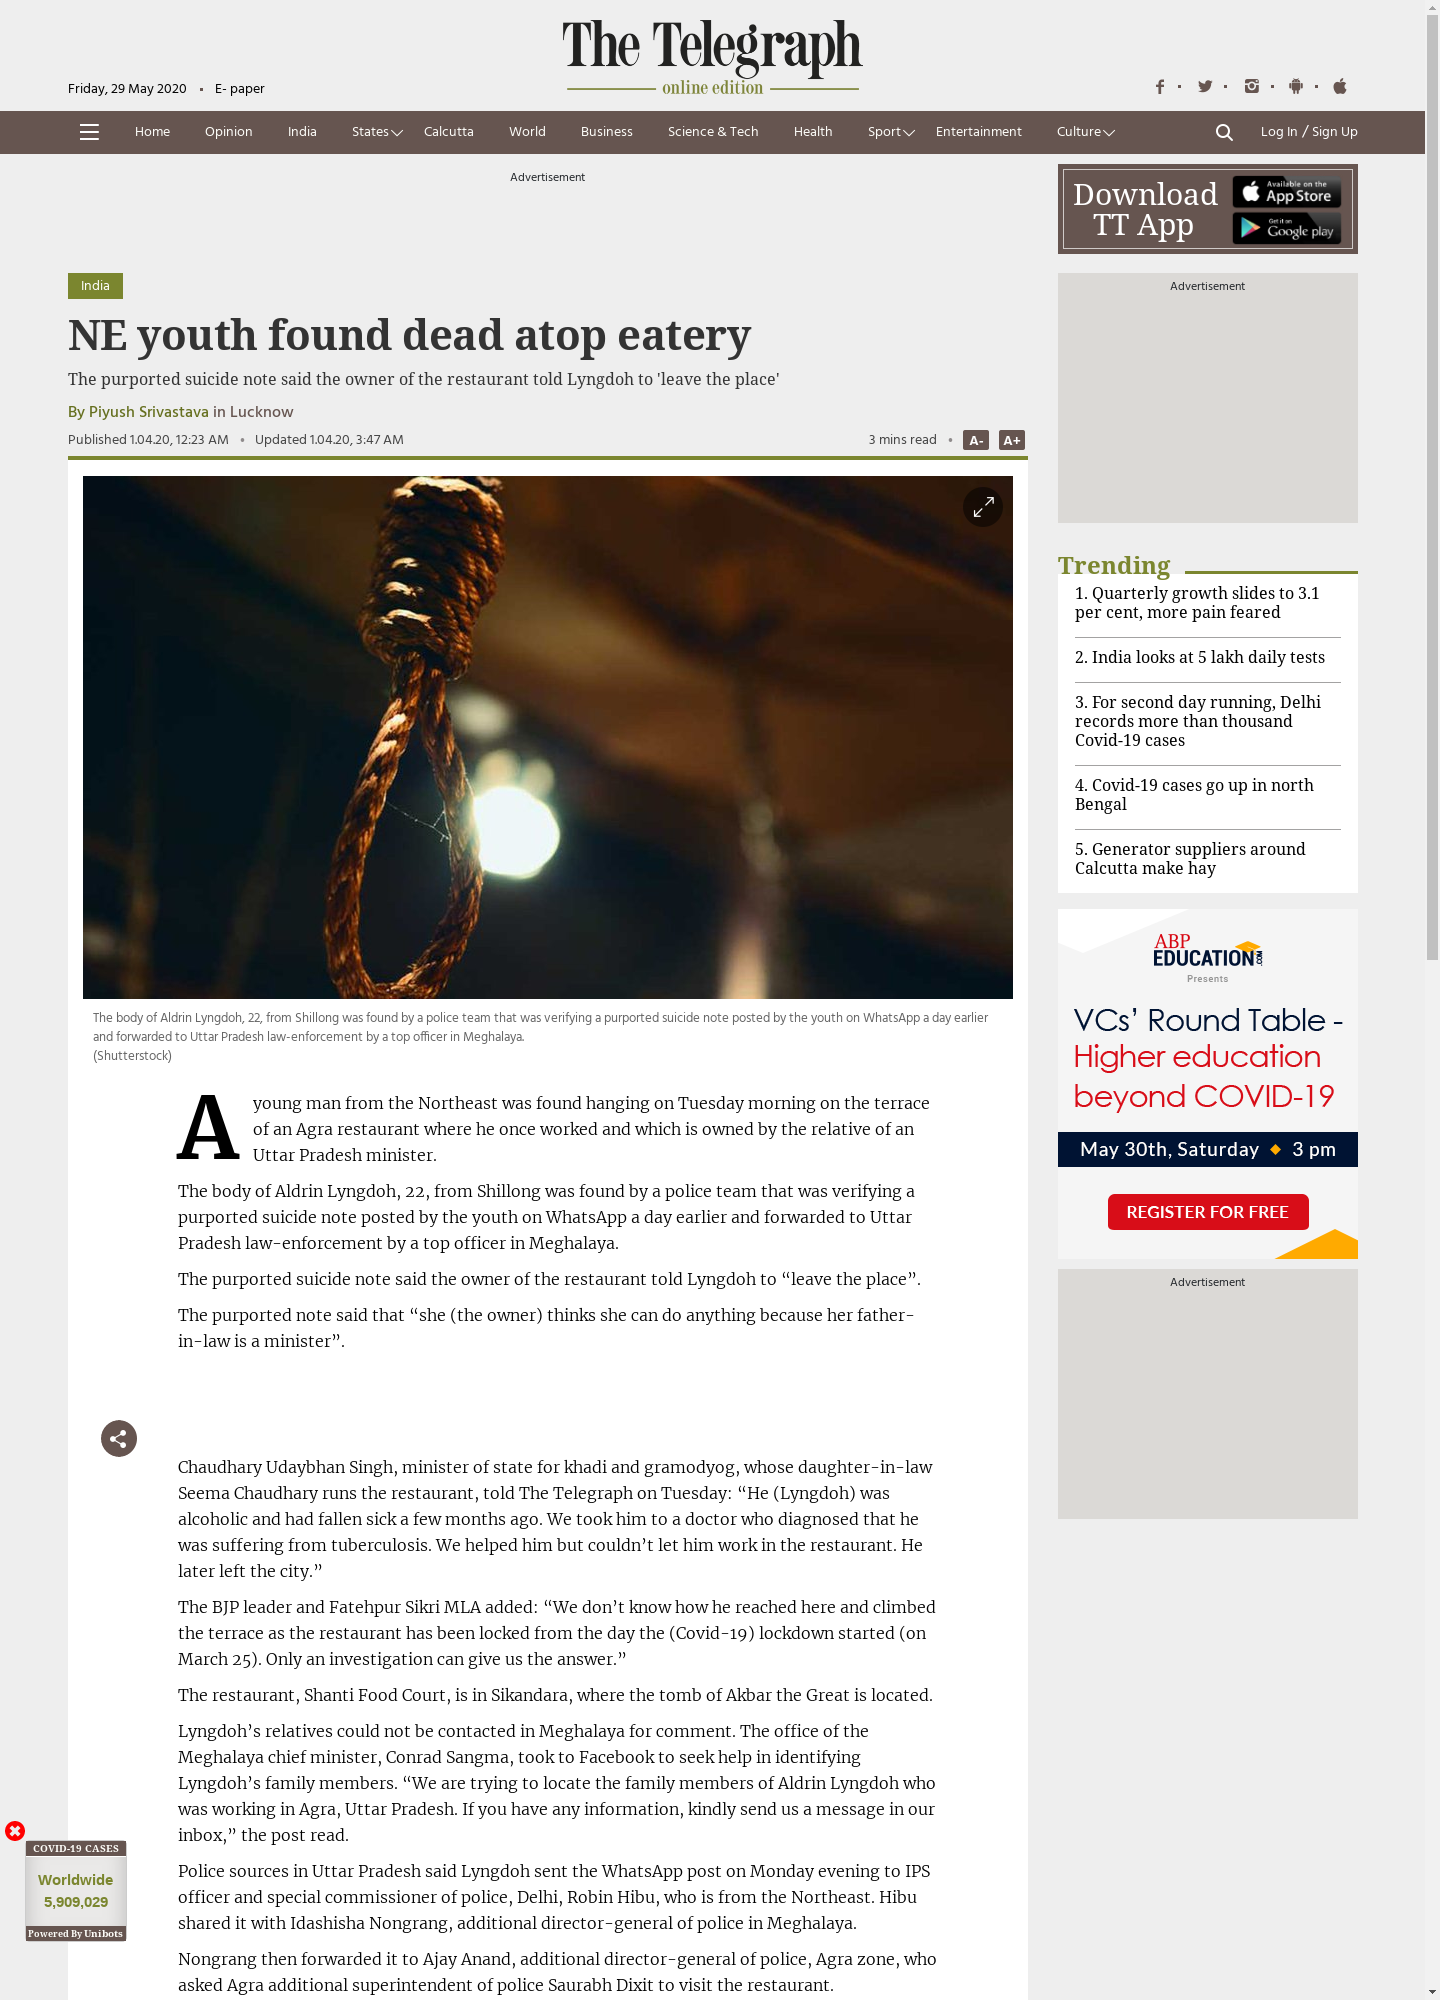 The Telegraph
online edition
Friday, 29 May 2020 • E- paper
Home Opinion India States Calcutta World Business Science & Tech Health Sport Entertainment Culture Log In / Sign Up
Advertisement
Download
TT App
Available on the
App Store
Get it on
Google play
India
NE youth found dead atop eatery
The purported suicide note said the owner of the restaurant told Lyngdoh to 'leave the place'
By Piyush Srivastava in Lucknow
Published 1.04.20, 12:23 AM • Updated 1.04.20, 3:47 AM
3 mins read • A- A+
The body of Aldrin Lyngdoh, 22, from Shillong was found by a police team that was verifying a purported suicide note posted by the youth on WhatsApp a day earlier
and forwarded to Uttar Pradesh law-enforcement by a top officer in Meghalaya.
(Shutterstock)
A young man from the Northeast was found hanging on Tuesday morning on the terrace
of an Agra restaurant where he once worked and which is owned by the relative of an
Uttar Pradesh minister.
The body of Aldrin Lyngdoh, 22, from Shillong was found by a police team that was verifying a
purported suicide note posted by the youth on WhatsApp a day earlier and forwarded to Uttar
Pradesh law-enforcement by a top officer in Meghalaya.
The purported suicide note said the owner of the restaurant told Lyngdoh to “leave the place”.
The purported note said that “she (the owner) thinks she can do anything because her father-
in-law is a minister”.
Chaudhary Udaybhan Singh, minister of state for khadi and gramodyog, whose daughter-in-law
Seema Chaudhary runs the restaurant, told The Telegraph on Tuesday: “He (Lyngdoh) was
alcoholic and had fallen sick a few months ago. We took him to a doctor who diagnosed that he
was suffering from tuberculosis. We helped him but couldn’t let him work in the restaurant. He
later left the city.”
The BJP leader and Fatehpur Sikri MLA added: “We don’t know how he reached here and climbed
the terrace as the restaurant has been locked from the day the (Covid-19) lockdown started (on
March 25). Only an investigation can give us the answer.”
The restaurant, Shanti Food Court, is in Sikandara, where the tomb of Akbar the Great is located.
Lyngdoh’s relatives could not be contacted in Meghalaya for comment. The office of the
Meghalaya chief minister, Conrad Sangma, took to Facebook to seek help in identifying
Lyngdoh’s family members. “We are trying to locate the family members of Aldrin Lyngdoh who
was working in Agra, Uttar Pradesh. If you have any information, kindly send us a message in our
inbox,” the post read.
Police sources in Uttar Pradesh said Lyngdoh sent the WhatsApp post on Monday evening to IPS
officer and special commissioner of police, Delhi, Robin Hibu, who is from the Northeast. Hibu
shared it with Idashisha Nongrang, additional director-general of police in Meghalaya.
Nongrang then forwarded it to Ajay Anand, additional director-general of police, Agra zone, who
asked Agra additional superintendent of police Saurabh Dixit to visit the restaurant.
COVID-19 CASES
Worldwide
5,909,029
Powered By Unibots
Advertisement
Trending
1. Quarterly growth slides to 3.1
per cent, more pain feared
2. India looks at 5 lakh daily tests
3. For second day running, Delhi
records more than thousand
Covid-19 cases
4. Covid-19 cases go up in north
Bengal
5. Generator suppliers around
Calcutta make hay
ABP
EDUCATION.COM
Presents
VCs’ Round Table -
Higher education
beyond COVID-19
May 30th, Saturday ◆ 3 pm
REGISTER FOR FREE
Advertisement